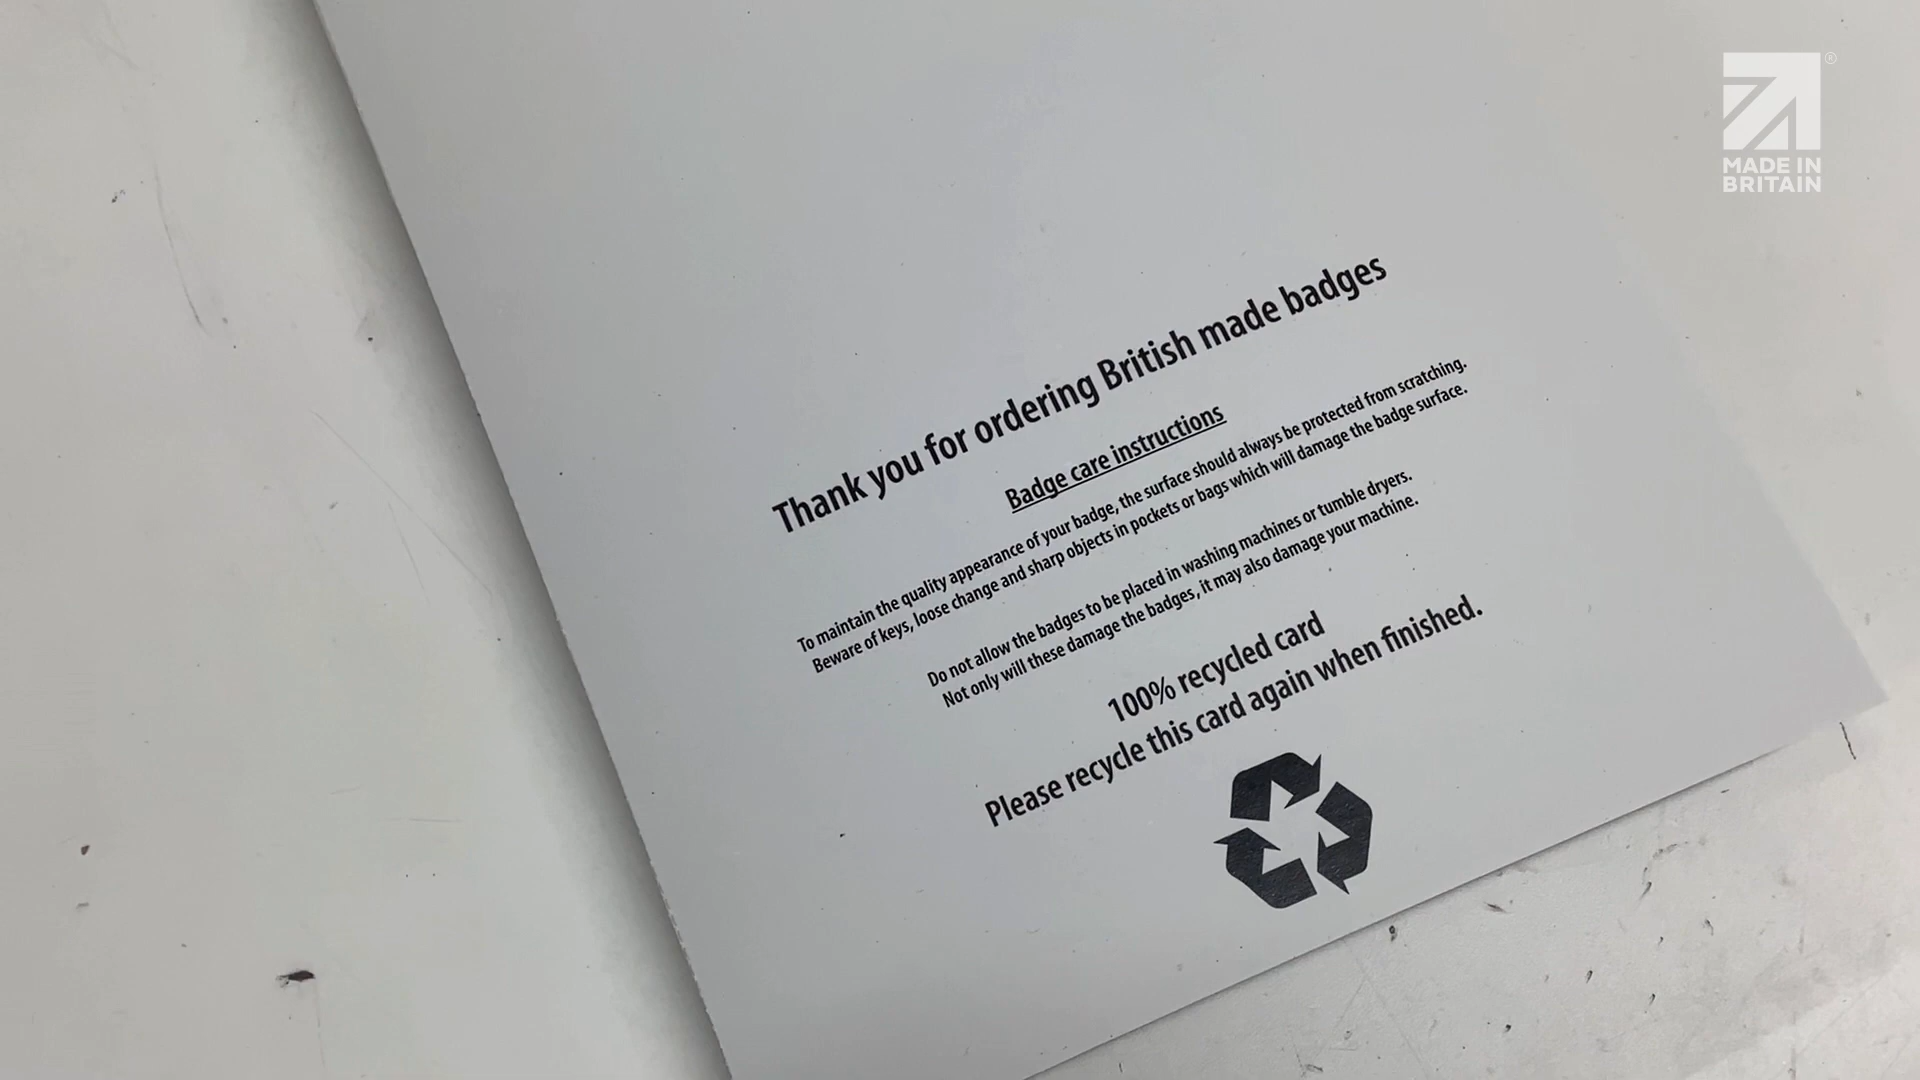 MADE IN
BRITAIN
®
Thank you for ordering British made badges
Badge care instructions
To maintain the quality appearance of your badge, the surface should always be protected from scratching.
Beware of keys, loose change and sharp objects in pockets or bags which will damage the badge surface.
Do not allow the badges to be placed in washing machines or tumble dryers.
Not only will these damage the badges, it may also damage your machine.
100% recycled card
Please recycle this card again when finished.